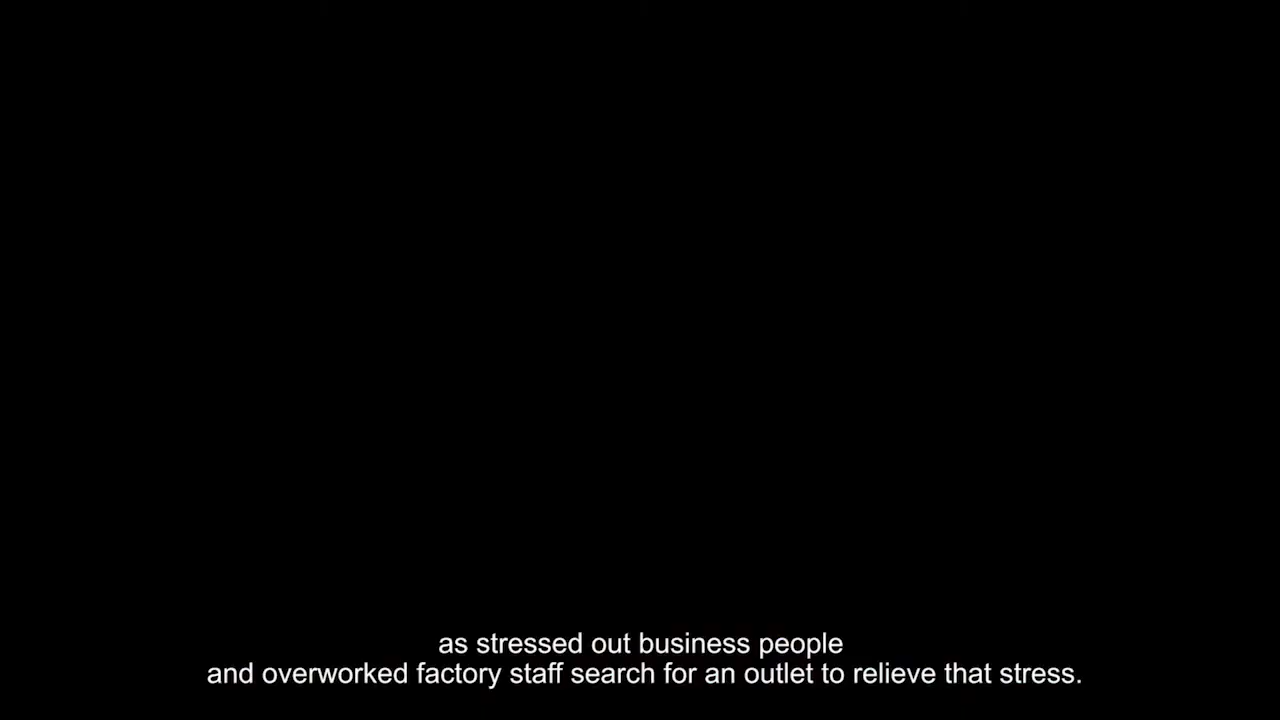 as stressed out business people
and overworked factory staff search for an outlet to relieve that stress.